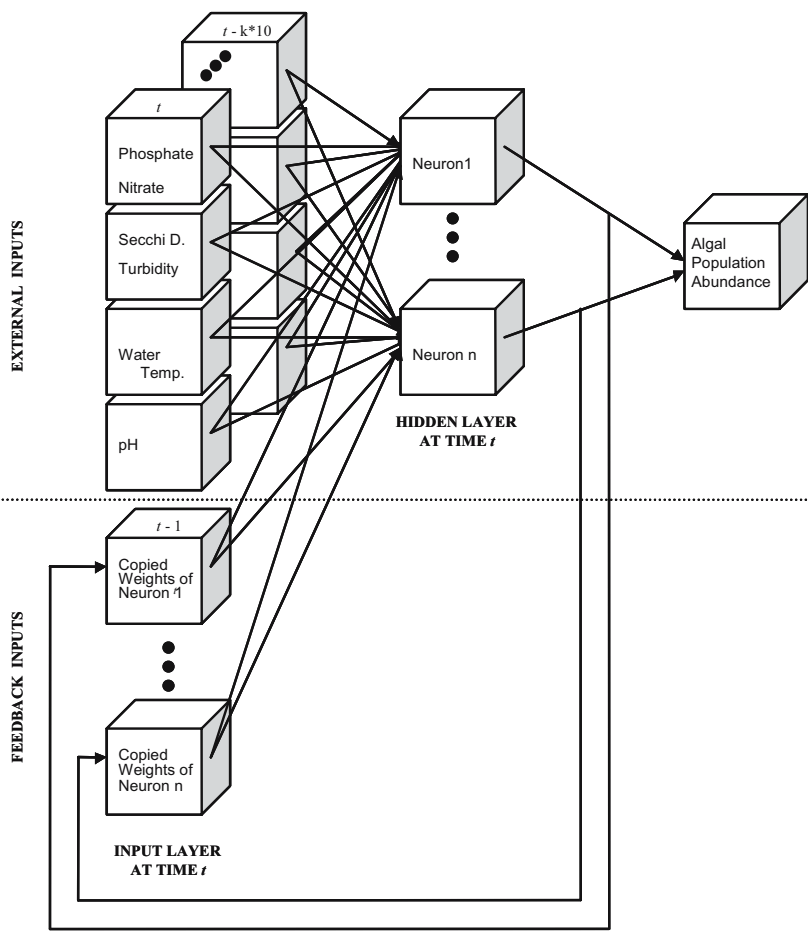 t - k*10
t
Phosphate
Nitrate
Secchi D.
Turbidity
Water
Temp.
pH
EXTERNAL INPUTS
Neuron1
Neuron n
HIDDEN LAYER
AT TIME t
Algal
Population
Abundance
FEEDBACK INPUTS
t - 1
Copied
Weights of
Neuron 1
Copied
Weights of
Neuron n
INPUT LAYER
AT TIME t